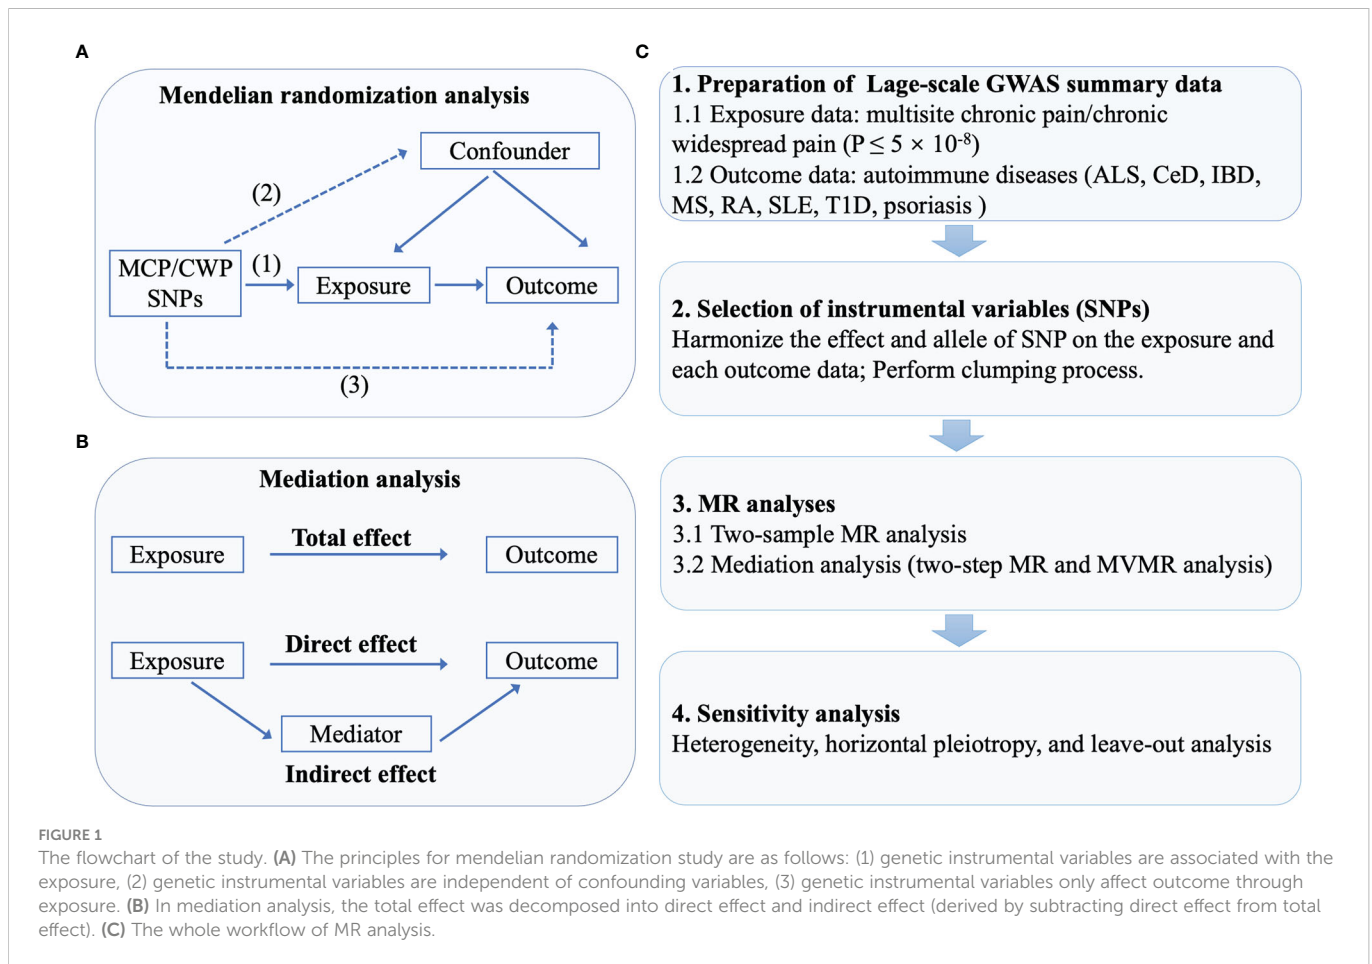 A
Mendelian randomization analysis
Confounder
(2)
MCP/CWP
SNPs
(1)
Exposure
Outcome
(3)
B
Mediation analysis
Exposure
Total effect
Outcome
Exposure
Direct effect
Outcome
Mediator
Indirect effect
C
1. Preparation of Lage-scale GWAS summary data
1.1 Exposure data: multisite chronic pain/chronic
widespread pain (P ≤ 5 × 10⁻⁸)
1.2 Outcome data: autoimmune diseases (ALS, CeD, IBD,
MS, RA, SLE, T1D, psoriasis )
2. Selection of instrumental variables (SNPs)
Harmonize the effect and allele of SNP on the exposure and
each outcome data; Perform clumping process.
3. MR analyses
3.1 Two-sample MR analysis
3.2 Mediation analysis (two-step MR and MVMR analysis)
4. Sensitivity analysis
Heterogeneity, horizontal pleiotropy, and leave-out analysis
FIGURE 1
The flowchart of the study. (A) The principles for mendelian randomization study are as follows: (1) genetic instrumental variables are associated with the
exposure, (2) genetic instrumental variables are independent of confounding variables, (3) genetic instrumental variables only affect outcome through
exposure. (B) In mediation analysis, the total effect was decomposed into direct effect and indirect effect (derived by subtracting direct effect from total
effect). (C) The whole workflow of MR analysis.